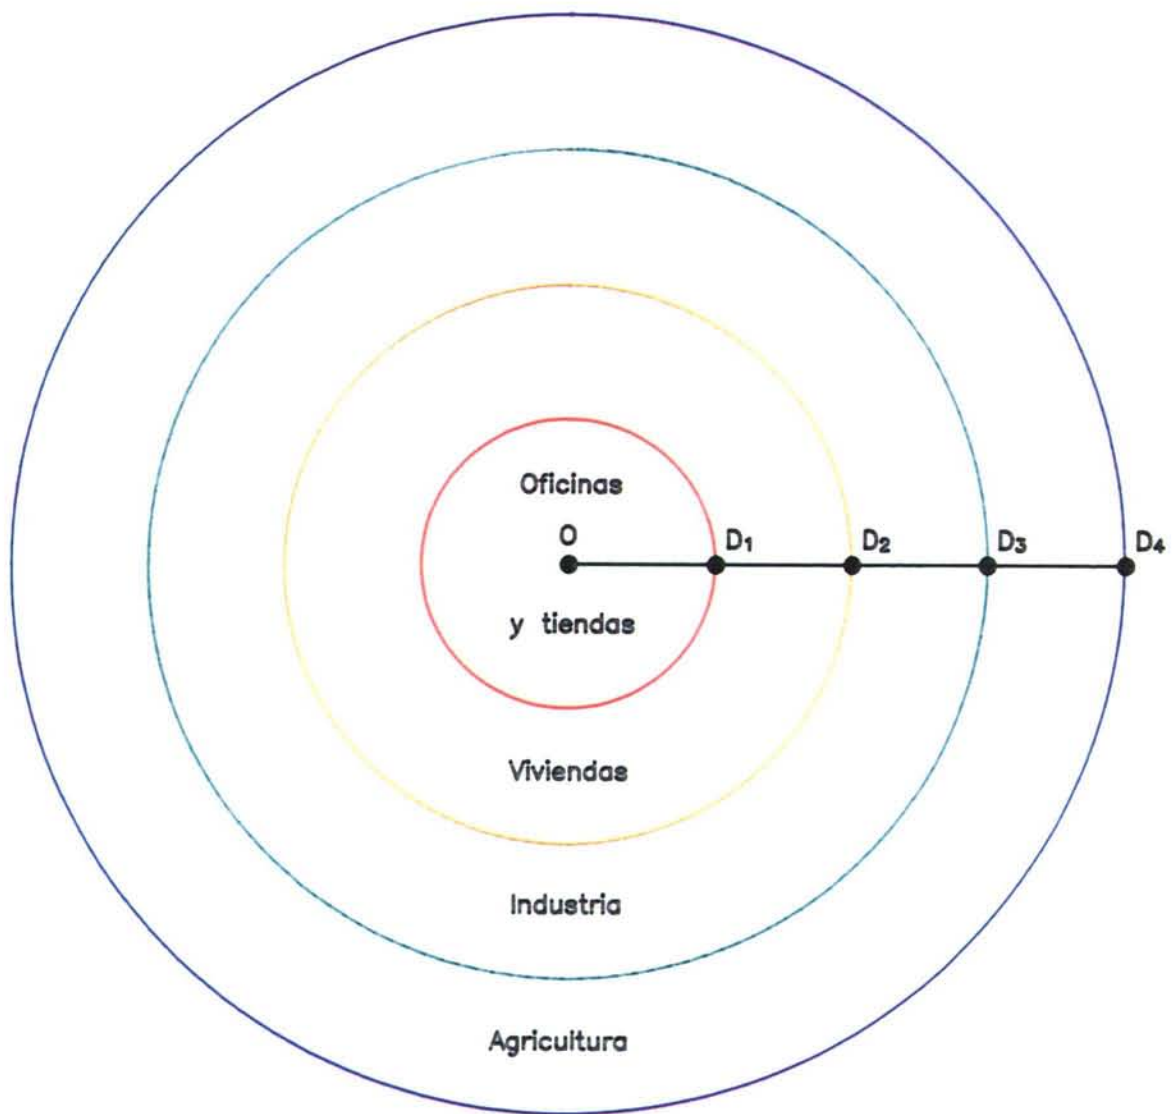 Oficinas
O
D₁
D₂
D₃
D₄
y tiendas
Viviendas
Industria
Agricultura